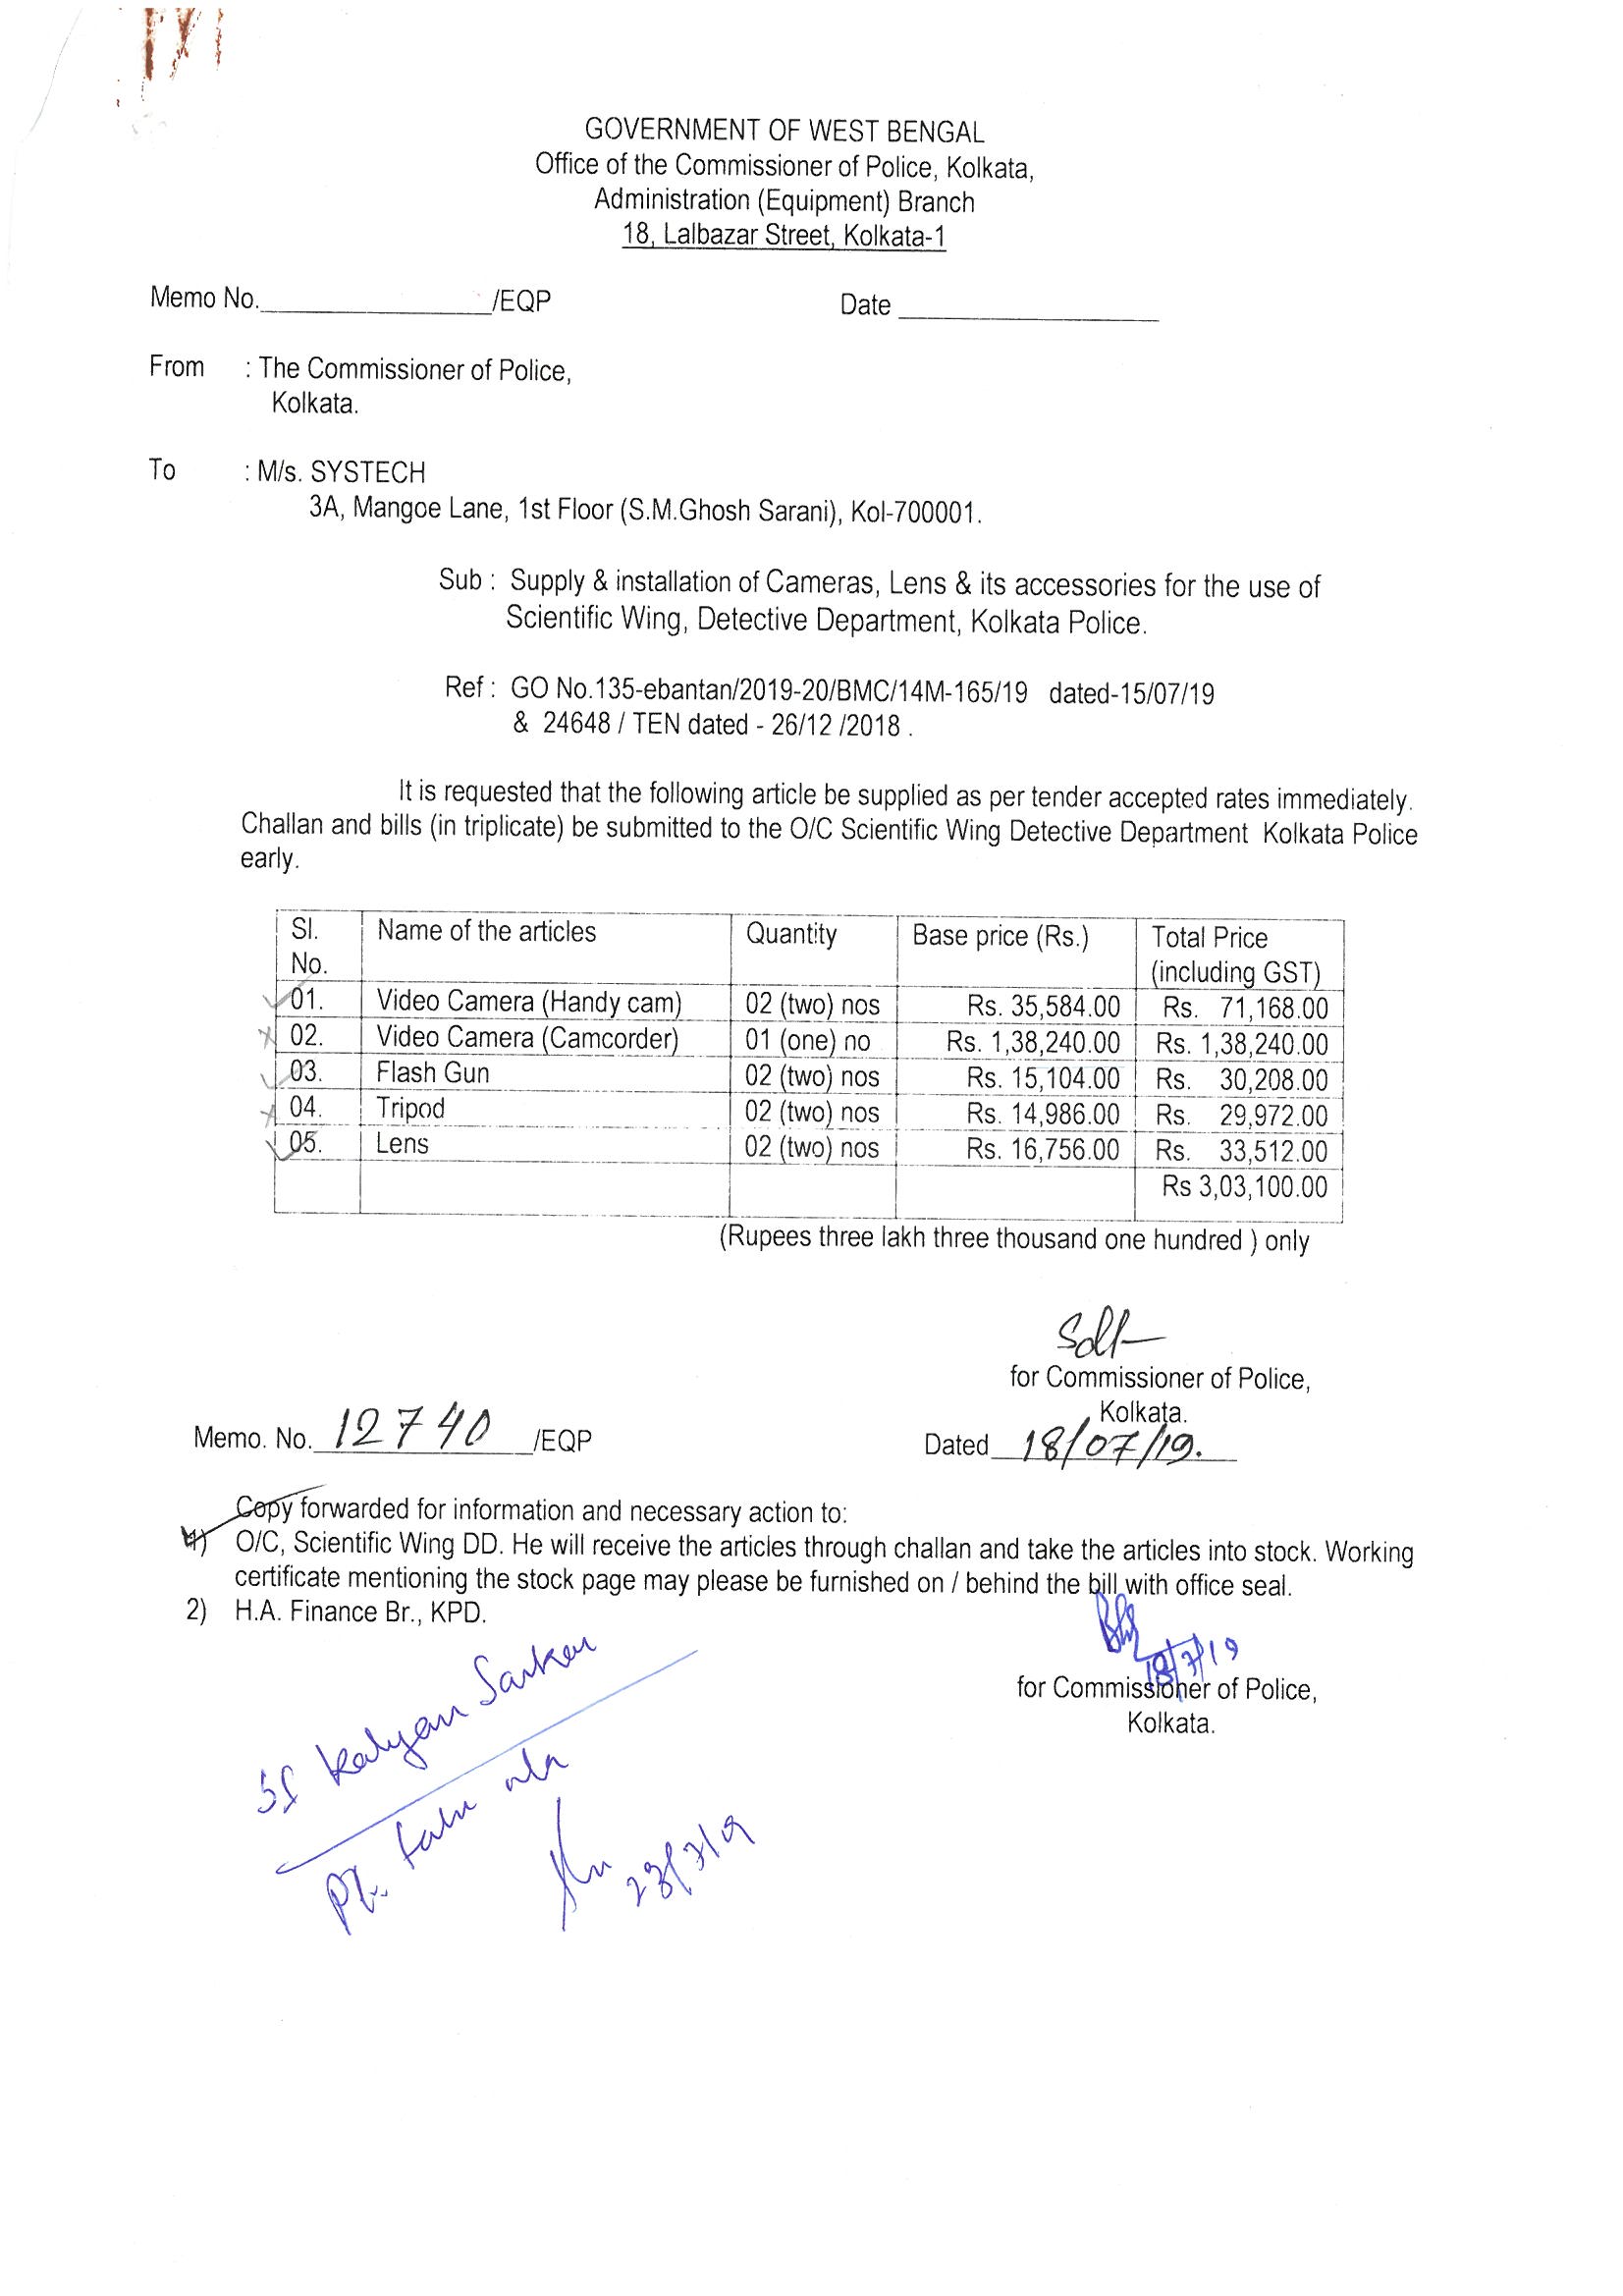 GOVERNMENT OF WEST BENGAL
Office of the Commissioner of Police, Kolkata,
Administration (Equipment) Branch
18, Lalbazar Street, Kolkata-1
Memo No. /EQP Date
From : The Commissioner of Police,
Kolkata.
To : M/s. SYSTECH
3A, Mangoe Lane, 1st Floor (S.M.Ghosh Sarani), Kol-700001.
Sub : Supply & installation of Cameras, Lens & its accessories for the use of
Scientific Wing, Detective Department, Kolkata Police.
Ref : GO No.135-ebantan/2019-20/BMC/14M-165/19 dated-15/07/19
& 24648 / TEN dated - 26/12 /2018 .
It is requested that the following article be supplied as per tender accepted rates immediately.
Challan and bills (in triplicate) be submitted to the O/C Scientific Wing Detective Department Kolkata Police
early.
Sl. Name of the articles Quantity Base price (Rs.) Total Price
No. (including GST)
01. Video Camera (Handy cam) 02 (two) nos Rs. 35,584.00 Rs. 71,168.00
02. Video Camera (Camcorder) 01 (one) no Rs. 1,38,240.00 Rs. 1,38,240.00
03. Flash Gun 02 (two) nos Rs. 15,104.00 Rs. 30,208.00
04. Tripod 02 (two) nos Rs. 14,986.00 Rs. 29,972.00
05. Lens 02 (two) nos Rs. 16,756.00 Rs. 33,512.00
Rs 3,03,100.00
(Rupees three lakh three thousand one hundred ) only
Sd/-
for Commissioner of Police,
Kolkata.
Memo. No. 12740 /EQP Dated 18/07/19.
Copy forwarded for information and necessary action to:
1) O/C, Scientific Wing DD. He will receive the articles through challan and take the articles into stock. Working
certificate mentioning the stock page may please be furnished on / behind the bill with office seal.
2) H.A. Finance Br., KPD.
18/7/19
for Commissioner of Police,
Kolkata.
SI Kalyan Sarkar
Pl. take
23/7/19